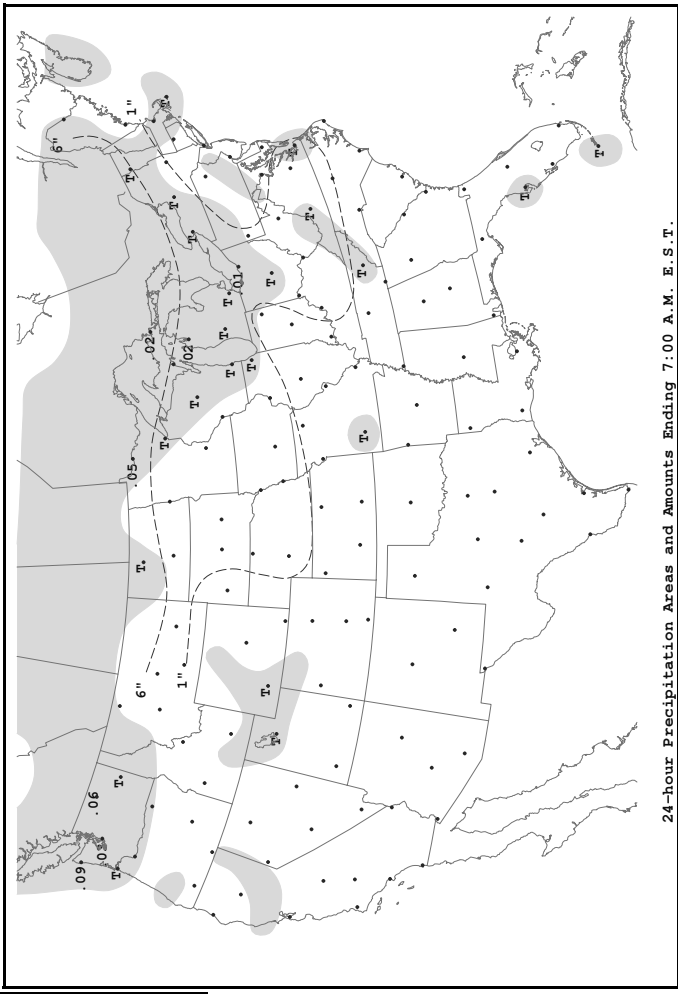 6"
.09
.06
T
T
1"
T
.05
6"
T
.02
T
T
T
1"
.02
T
T
T
T
T
.01
T
T
T
T
T
T
T
T
T
T
24-hour Precipitation Areas and Amounts Ending 7:00 A.M. E.S.T.